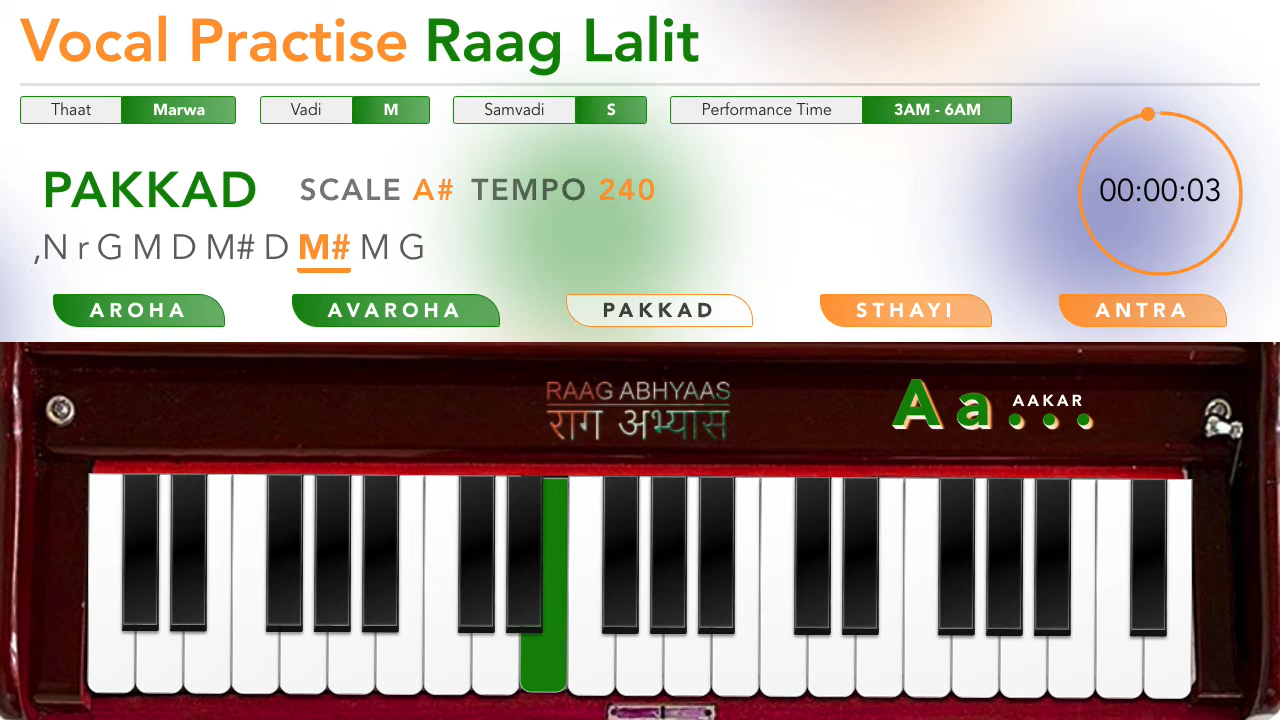 Vocal Practise Raag Lalit
Thaat Marwa Vadi M Samvadi S Performance Time 3AM - 6AM
PAKKAD SCALE A# TEMPO 240
00:00:03
,N r G M D M# D M# M G
AROHA AVAROHA PAKKAD STHAYI ANTRA
RAAG ABHYAAS
राग अभ्यास
A a . . . AAKAR